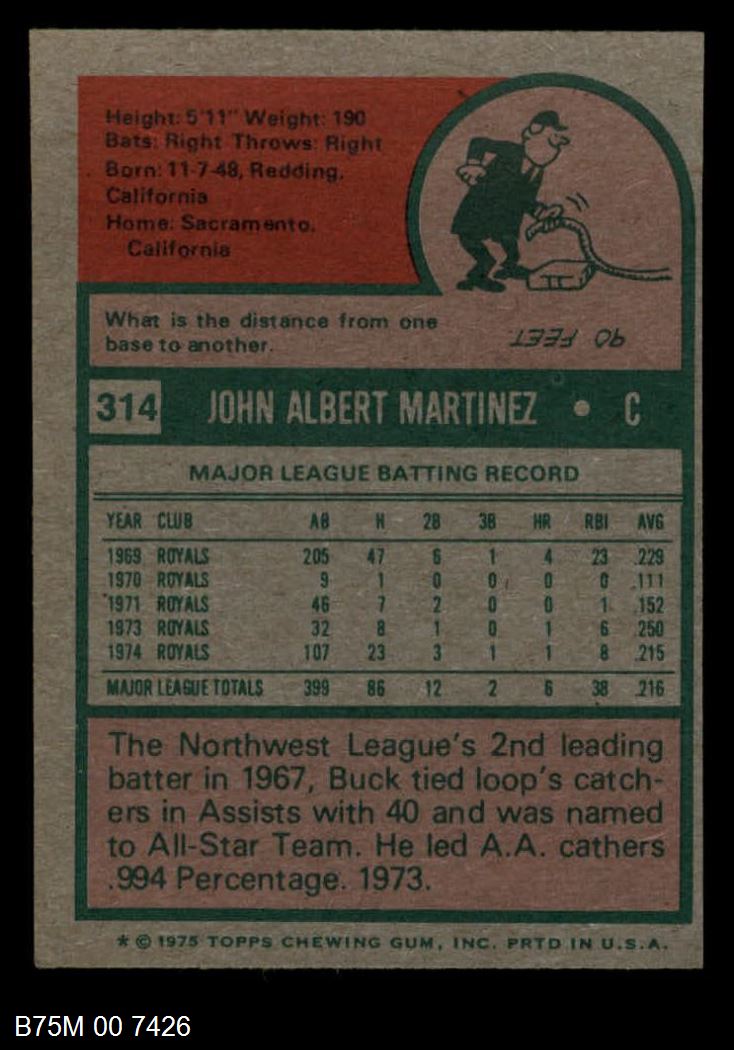 Height: 5'11" Weight: 190
Bats: Right Throws: Right
Born: 11-7-48, Redding,
California
Home: Sacramento,
California
What is the distance from one
base to another.
90 FEET
314 JOHN ALBERT MARTINEZ • C
MAJOR LEAGUE BATTING RECORD
YEAR CLUB AB H 2B 3B HR RBI AVG
1969 ROYALS 205 47 6 1 4 23 .229
1970 ROYALS 9 1 0 0 0 0 .111
1971 ROYALS 46 7 2 0 0 1 .152
1973 ROYALS 32 8 1 0 1 6 .250
1974 ROYALS 107 23 3 1 1 8 .215
MAJOR LEAGUE TOTALS 399 86 12 2 6 38 .216
The Northwest League's 2nd leading
batter in 1967, Buck tied loop's catch-
ers in Assists with 40 and was named
to All-Star Team. He led A.A. cathers
.994 Percentage. 1973.
* © 1975 TOPPS CHEWING GUM, INC. PRTD IN U.S.A.
B75M 00 7426